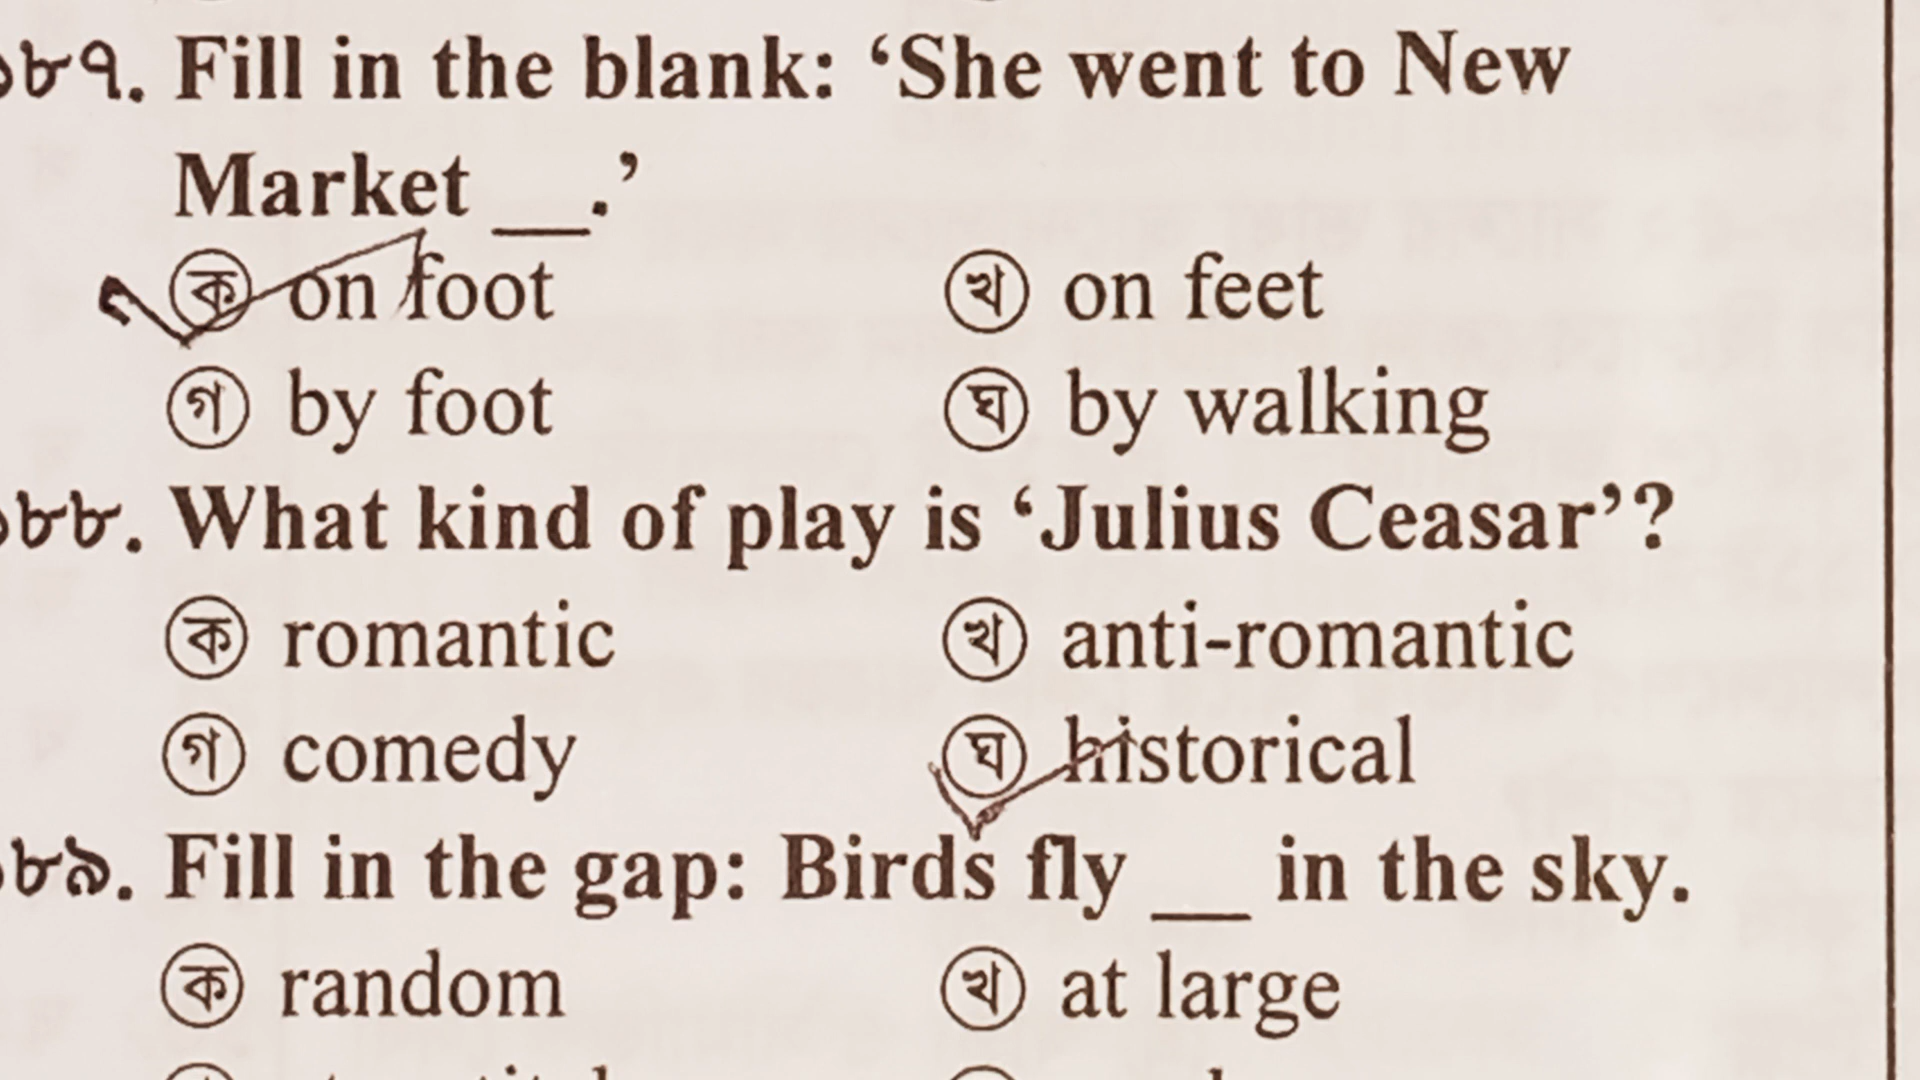 ১৮৭. Fill in the blank: ‘She went to New
Market __.’
ক on foot খ on feet
গ by foot ঘ by walking
১৮৮. What kind of play is ‘Julius Ceasar’?
ক romantic খ anti-romantic
গ comedy ঘ historical
১৮৯. Fill in the gap: Birds fly __ in the sky.
ক random খ at large